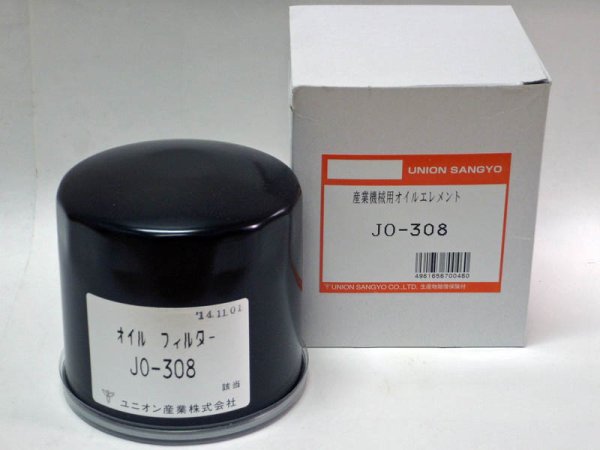 '14.11.01
オイル フィルター
JO-308
該当
ユニオン産業株式会社
UNION SANGYO
産業機械用オイルエレメント
JO-308
4961656700480
UNION SANGYO CO.,LTD. 生産物賠償保険付